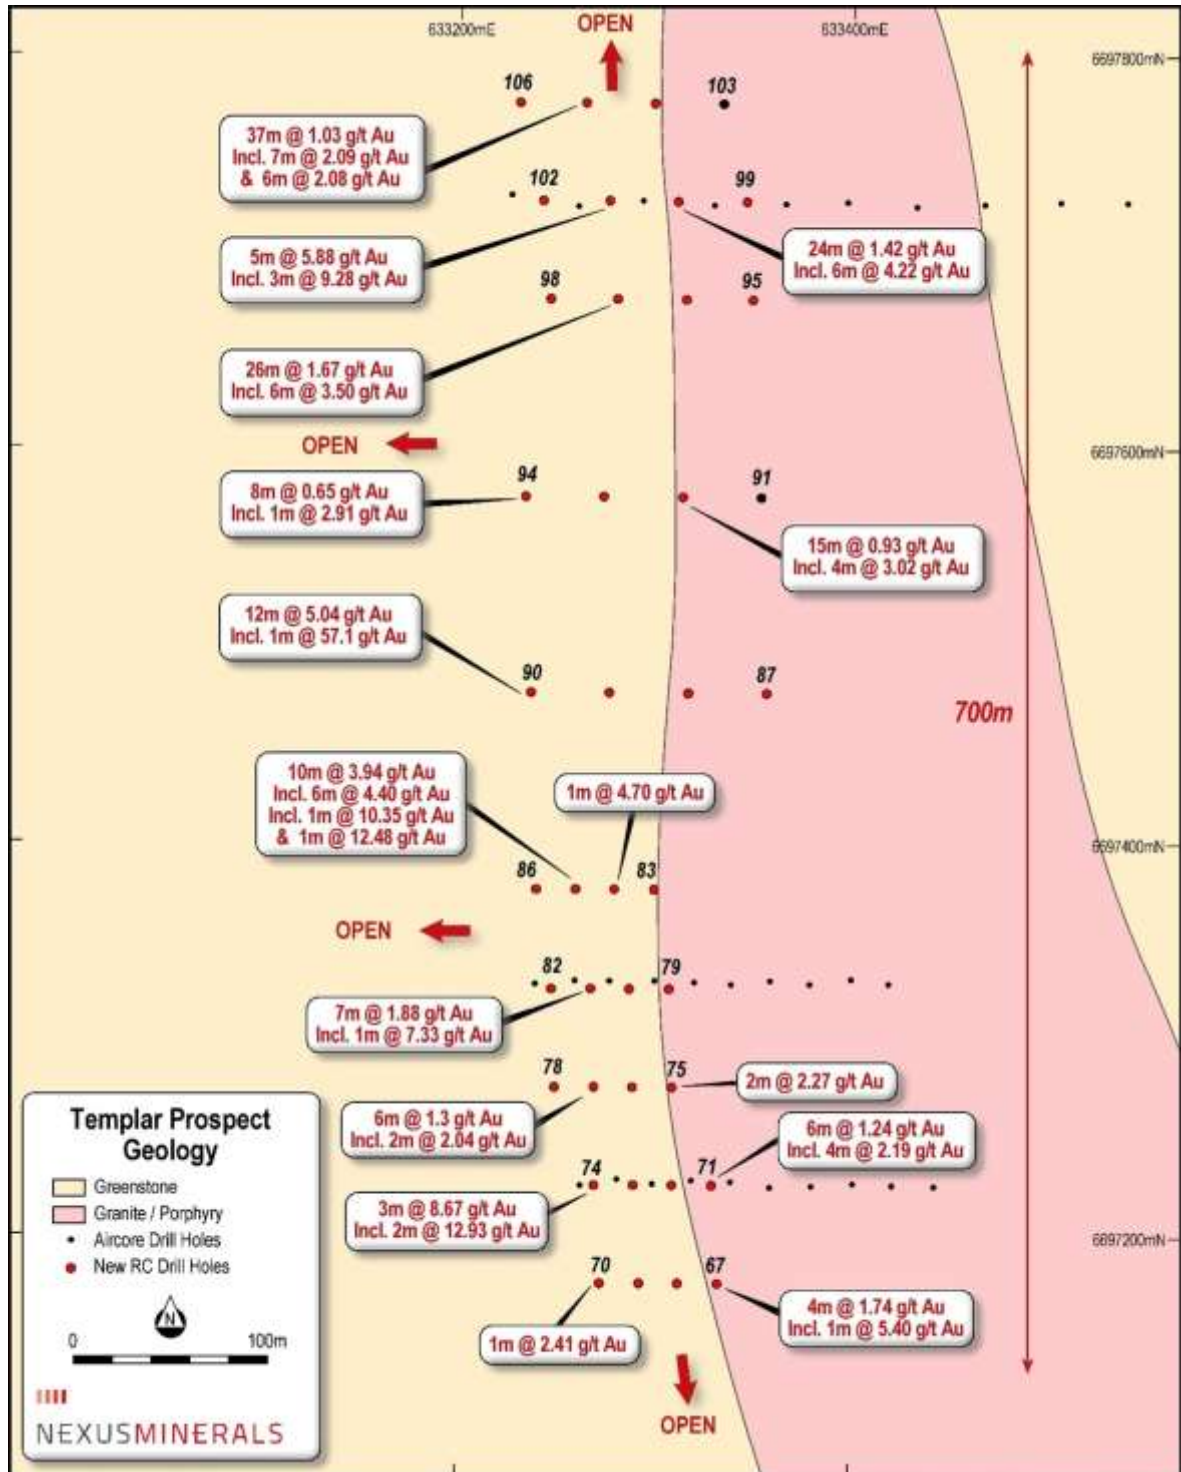 OPEN
633200mE
633400mE
6697800mN
106
103
37m @ 1.03 g/t Au
Incl. 7m @ 2.09 g/t Au
& 6m @ 2.08 g/t Au
102
99
5m @ 5.88 g/t Au
Incl. 3m @ 9.28 g/t Au
24m @ 1.42 g/t Au
Incl. 6m @ 4.22 g/t Au
98
95
26m @ 1.67 g/t Au
Incl. 6m @ 3.50 g/t Au
OPEN
6697600mN
94
91
8m @ 0.65 g/t Au
Incl. 1m @ 2.91 g/t Au
15m @ 0.93 g/t Au
Incl. 4m @ 3.02 g/t Au
12m @ 5.04 g/t Au
Incl. 1m @ 57.1 g/t Au
90
87
700m
10m @ 3.94 g/t Au
Incl. 6m @ 4.40 g/t Au
Incl. 1m @ 10.35 g/t Au
& 1m @ 12.48 g/t Au
1m @ 4.70 g/t Au
6697400mN
86
83
OPEN
82
79
7m @ 1.88 g/t Au
Incl. 1m @ 7.33 g/t Au
78
75
2m @ 2.27 g/t Au
6m @ 1.3 g/t Au
Incl. 2m @ 2.04 g/t Au
6m @ 1.24 g/t Au
Incl. 4m @ 2.19 g/t Au
74
71
3m @ 8.67 g/t Au
Incl. 2m @ 12.93 g/t Au
6697200mN
70
67
4m @ 1.74 g/t Au
Incl. 1m @ 5.40 g/t Au
1m @ 2.41 g/t Au
OPEN
Templar Prospect
Geology
Greenstone
Granite / Porphyry
Aircore Drill Holes
New RC Drill Holes
N
0 100m
NEXUSMINERALS